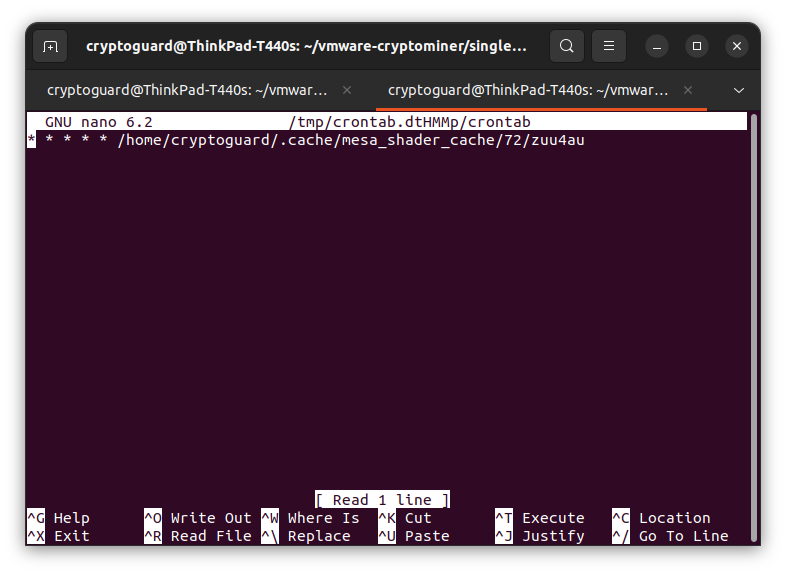 cryptoguard@ThinkPad-T440s: ~/vmware-cryptominer/single...
cryptoguard@ThinkPad-T440s: ~/vmwar... × cryptoguard@ThinkPad-T440s: ~/vmwar... ×
GNU nano 6.2 /tmp/crontab.dtHMMp/crontab
* * * * * /home/cryptoguard/.cache/mesa_shader_cache/72/zuu4au
[ Read 1 line ]
^G Help ^O Write Out ^W Where Is ^K Cut ^T Execute ^C Location
^X Exit ^R Read File ^\ Replace ^U Paste ^J Justify ^/ Go To Line